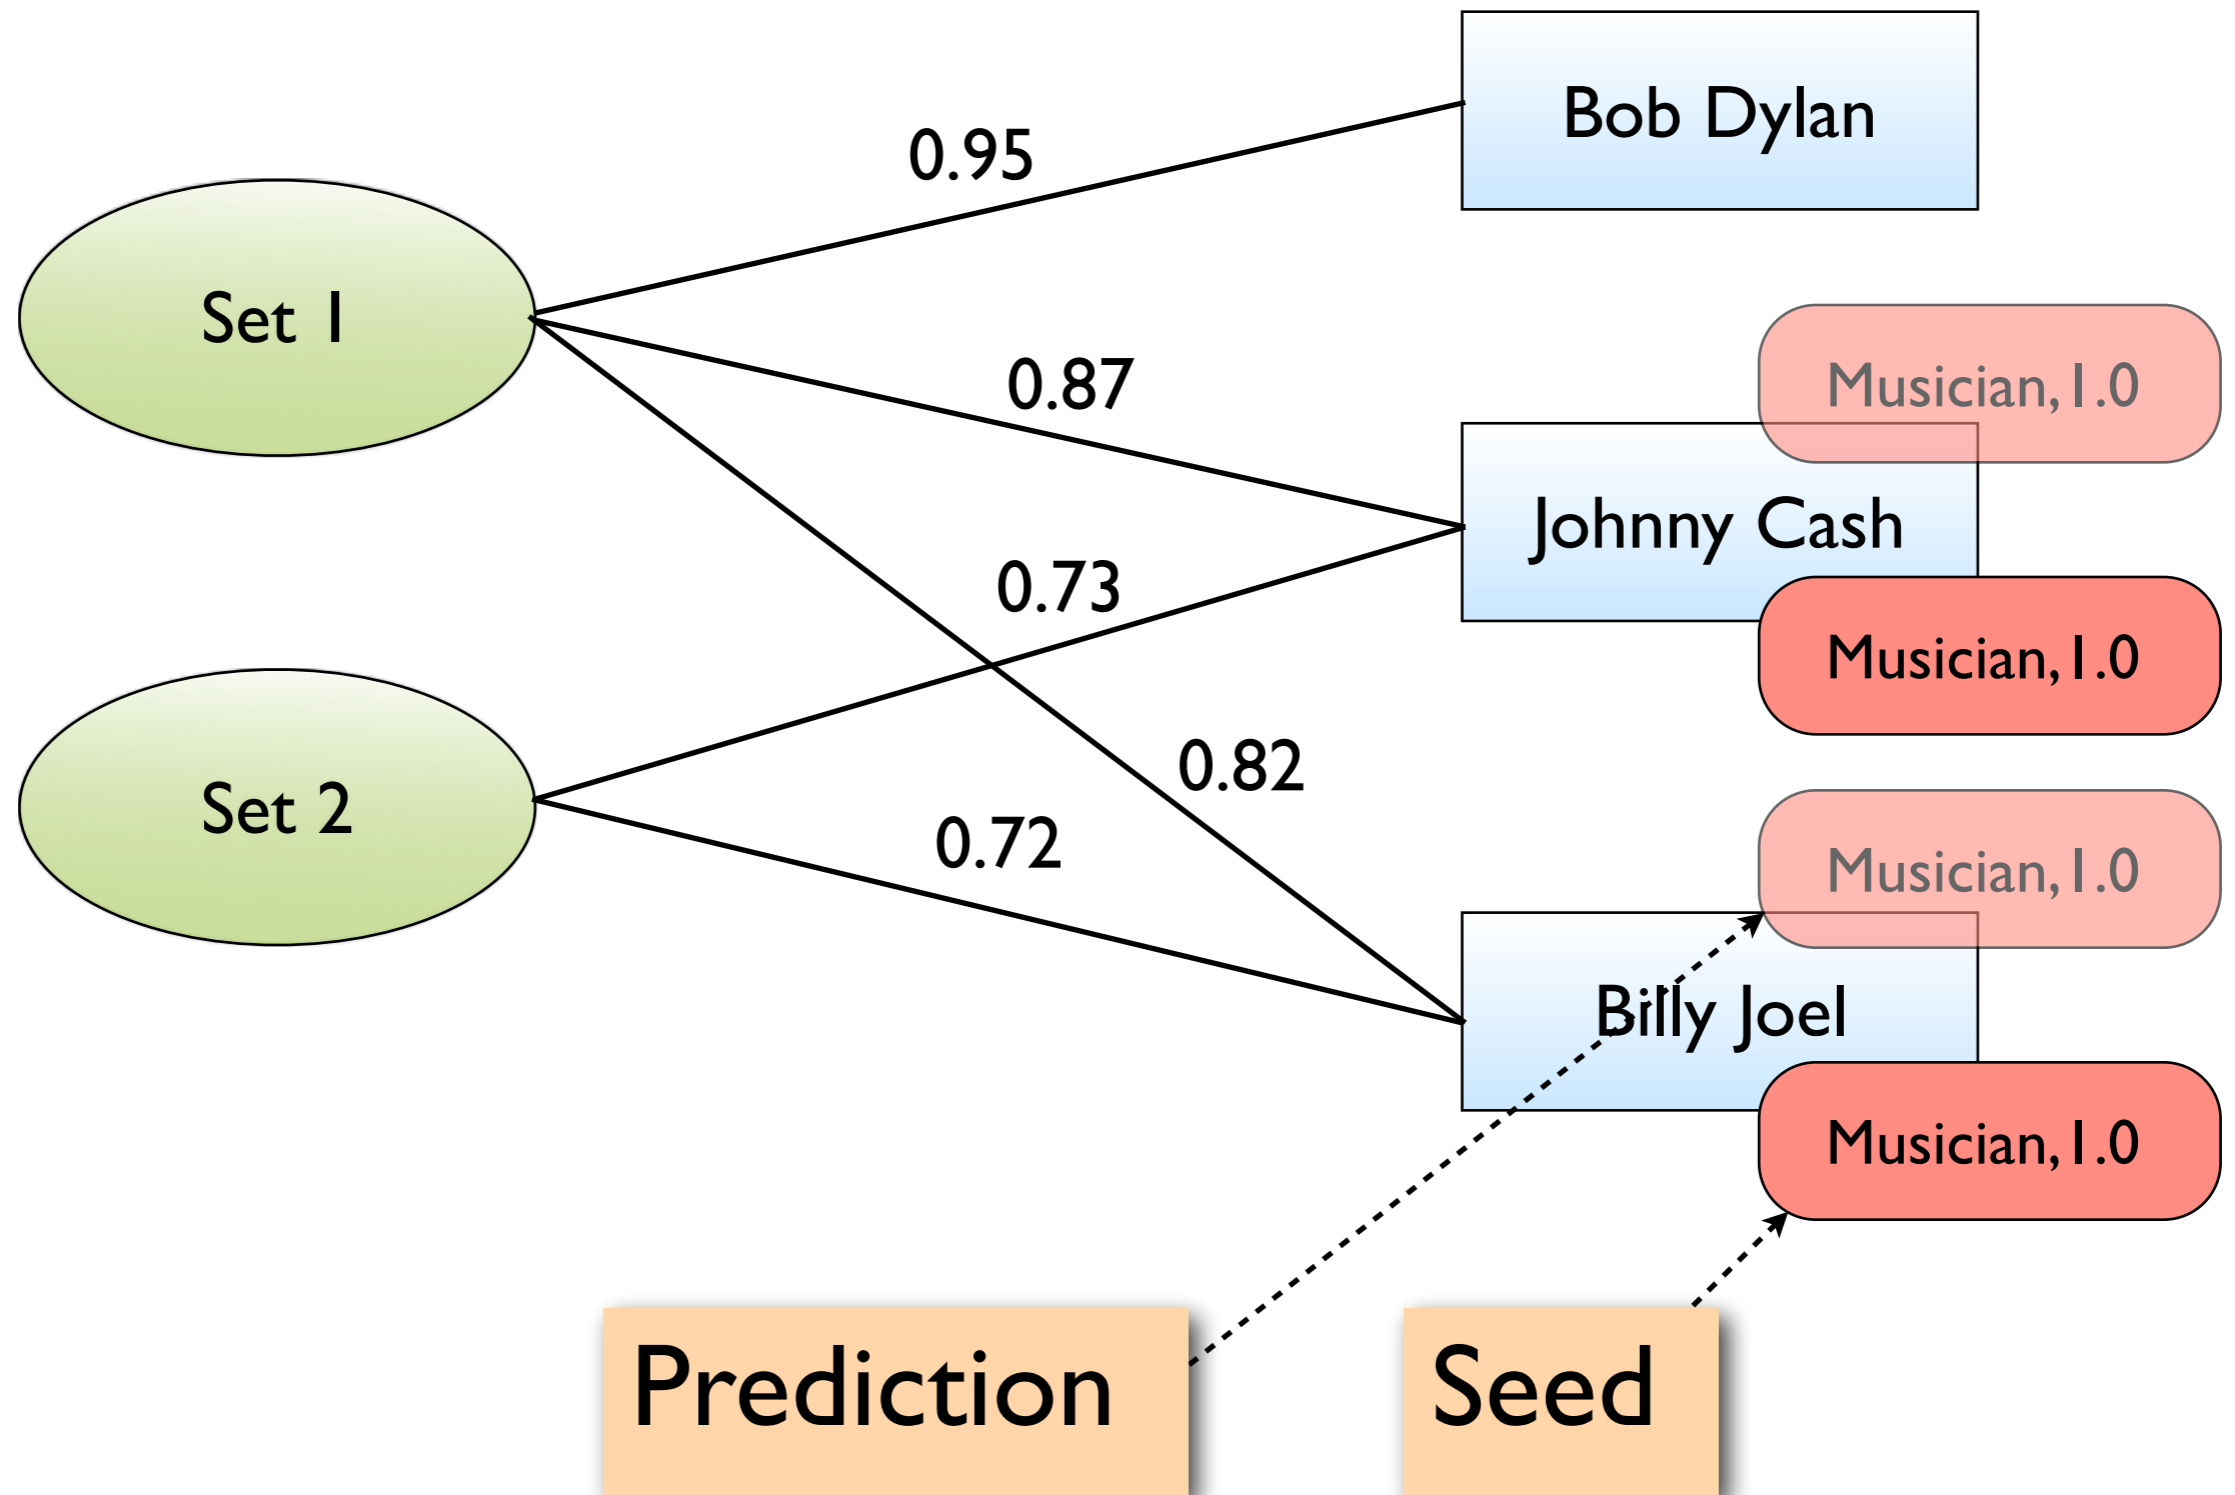 Bob Dylan
0.95
Set 1
Musician, 1.0
0.87
Johnny Cash
0.73
Musician, 1.0
0.82
Set 2
0.72
Musician, 1.0
Billy Joel
Musician, 1.0
Prediction
Seed